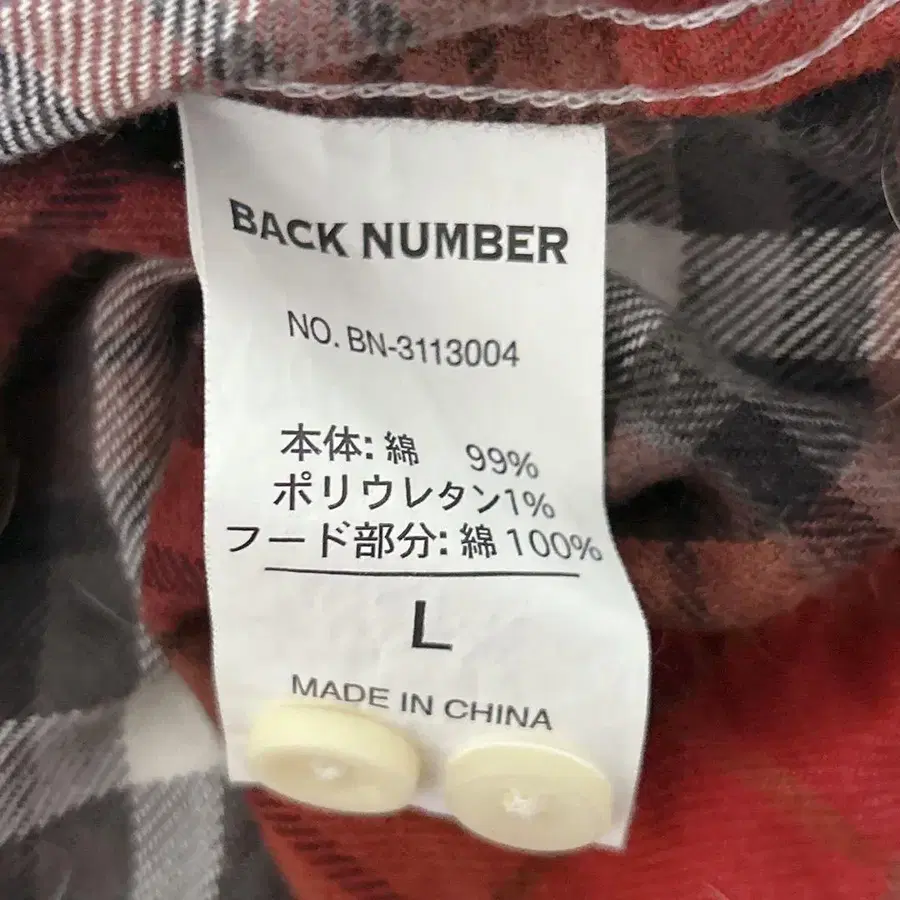 BACK NUMBER
NO. BN-3113004
本体: 綿 99%
ポリウレタン1%
フード部分: 綿 100%
L
MADE IN CHINA